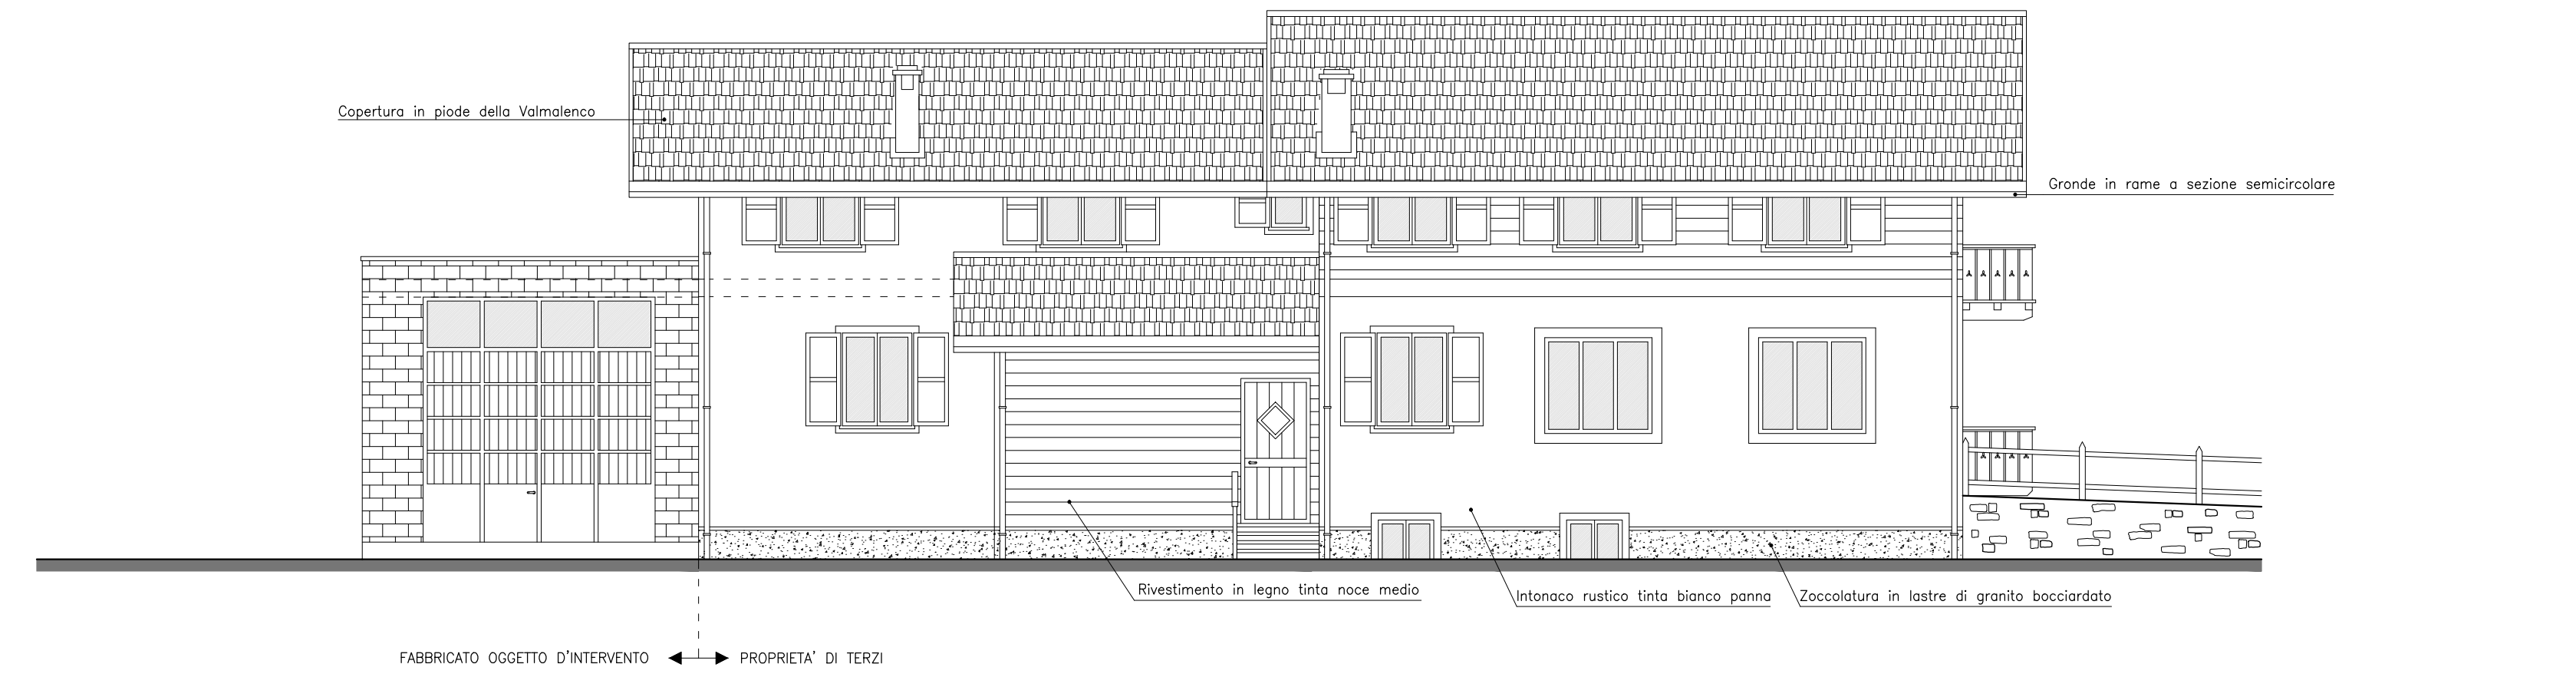 Copertura in piode della Valmalenco
Gronde in rame a sezione semicircolare
Rivestimento in legno tinta noce medio
Intonaco rustico tinta bianco panna
Zoccolatura in lastre di granito bocciardato
FABBRICATO OGGETTO D'INTERVENTO
PROPRIETA' DI TERZI